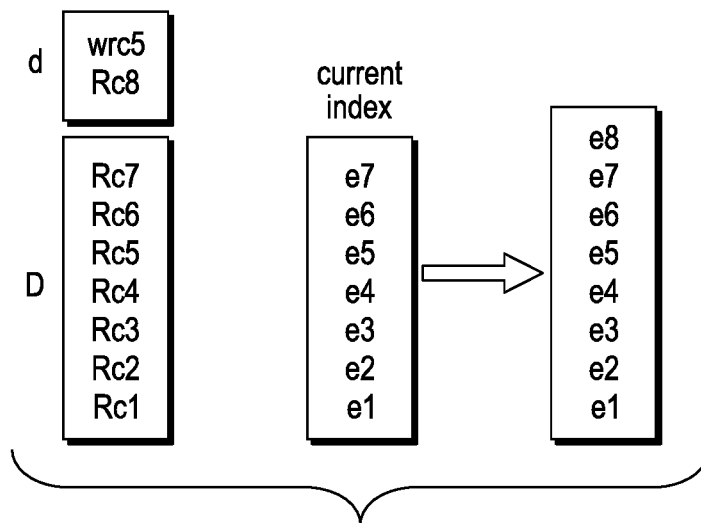 d
wrc5
Rc8
D
Rc7
Rc6
Rc5
Rc4
Rc3
Rc2
Rc1
current
index
e7
e6
e5
e4
e3
e2
e1
e8
e7
e6
e5
e4
e3
e2
e1